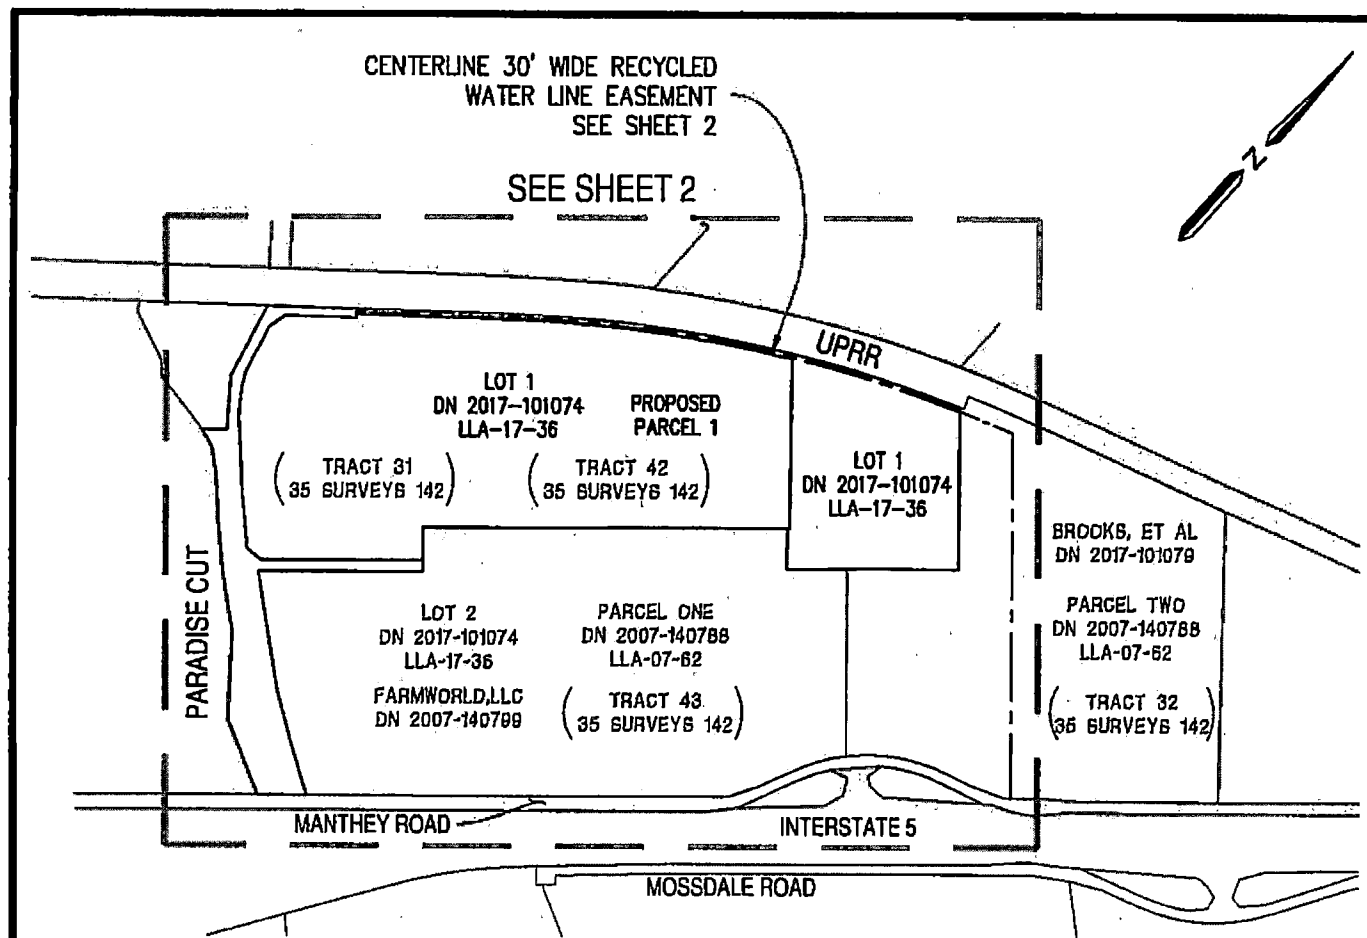 CENTERLINE 30' WIDE RECYCLED
WATER LINE EASEMENT
SEE SHEET 2
N
SEE SHEET 2
UPRR
LOT 1
DN 2017-101074
LLA-17-36
PROPOSED
PARCEL 1
(TRACT 31
35 SURVEYS 142)
(TRACT 42
35 SURVEYS 142)
LOT 1
DN 2017-101074
LLA-17-36
BROOKS, ET AL
DN 2017-101079
PARCEL TWO
DN 2007-140788
LLA-07-62
(TRACT 32
35 SURVEYS 142)
PARADISE CUT
LOT 2
DN 2017-101074
LLA-17-36
FARMWORLD,LLC
DN 2007-140799
PARCEL ONE
DN 2007-140788
LLA-07-62
(TRACT 43
35 SURVEYS 142)
MANTHEY ROAD
INTERSTATE 5
MOSSDALE ROAD